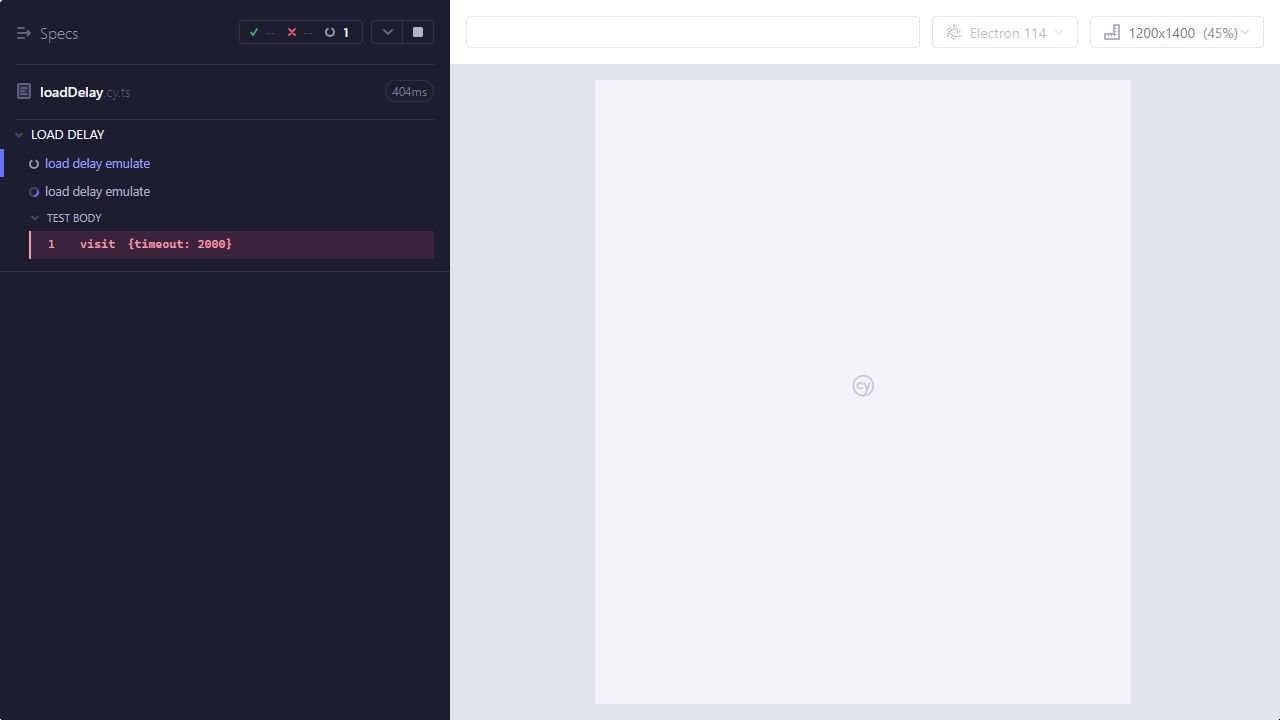 Specs
-- -- 1
Electron 114
1200x1400 (45%)
loadDelay.cy.ts
404ms
LOAD DELAY
load delay emulate
load delay emulate
TEST BODY
1 visit {timeout: 2000}
cy